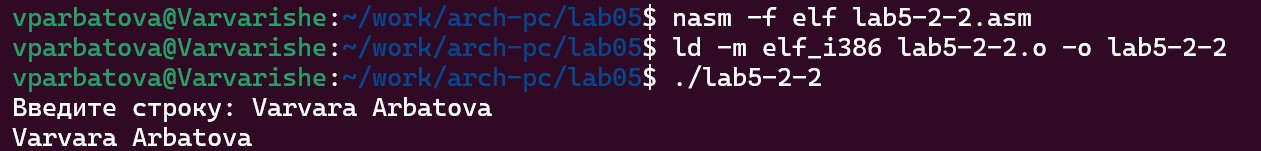 vparbatova@Varvarishe:~/work/arch-pc/lab05$ nasm -f elf lab5-2-2.asm
vparbatova@Varvarishe:~/work/arch-pc/lab05$ ld -m elf_i386 lab5-2-2.o -o lab5-2-2
vparbatova@Varvarishe:~/work/arch-pc/lab05$ ./lab5-2-2
Введите строку: Varvara Arbatova
Varvara Arbatova